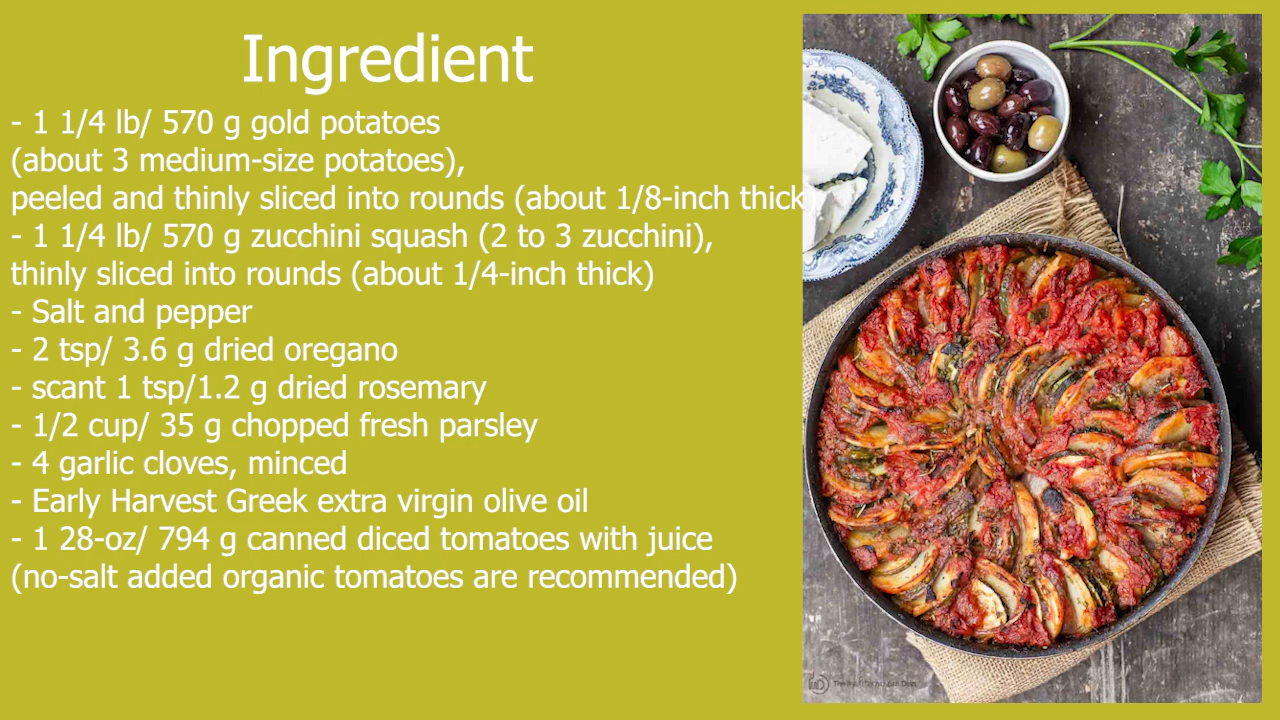 Ingredient
- 1 1/4 lb/ 570 g gold potatoes
(about 3 medium-size potatoes),
peeled and thinly sliced into rounds (about 1/8-inch thick)
- 1 1/4 lb/ 570 g zucchini squash (2 to 3 zucchini),
thinly sliced into rounds (about 1/4-inch thick)
- Salt and pepper
- 2 tsp/ 3.6 g dried oregano
- scant 1 tsp/1.2 g dried rosemary
- 1/2 cup/ 35 g chopped fresh parsley
- 4 garlic cloves, minced
- Early Harvest Greek extra virgin olive oil
- 1 28-oz/ 794 g canned diced tomatoes with juice
(no-salt added organic tomatoes are recommended)